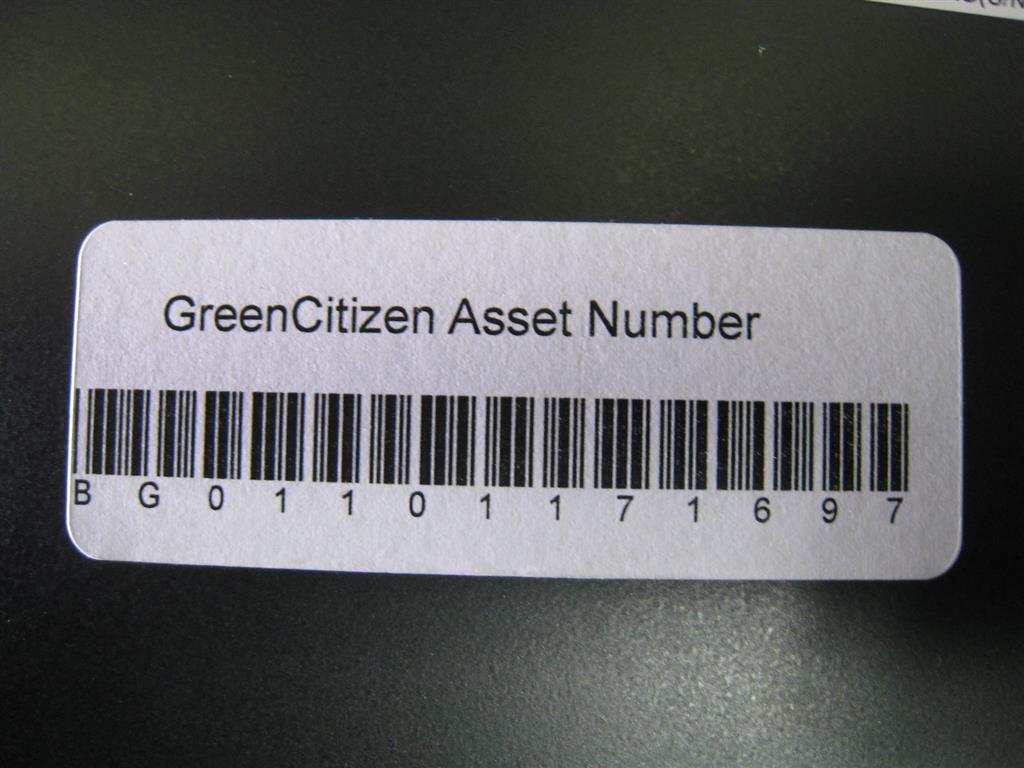 GreenCitizen Asset Number
B G 0 1 1 0 1 1 7 1 6 9 7